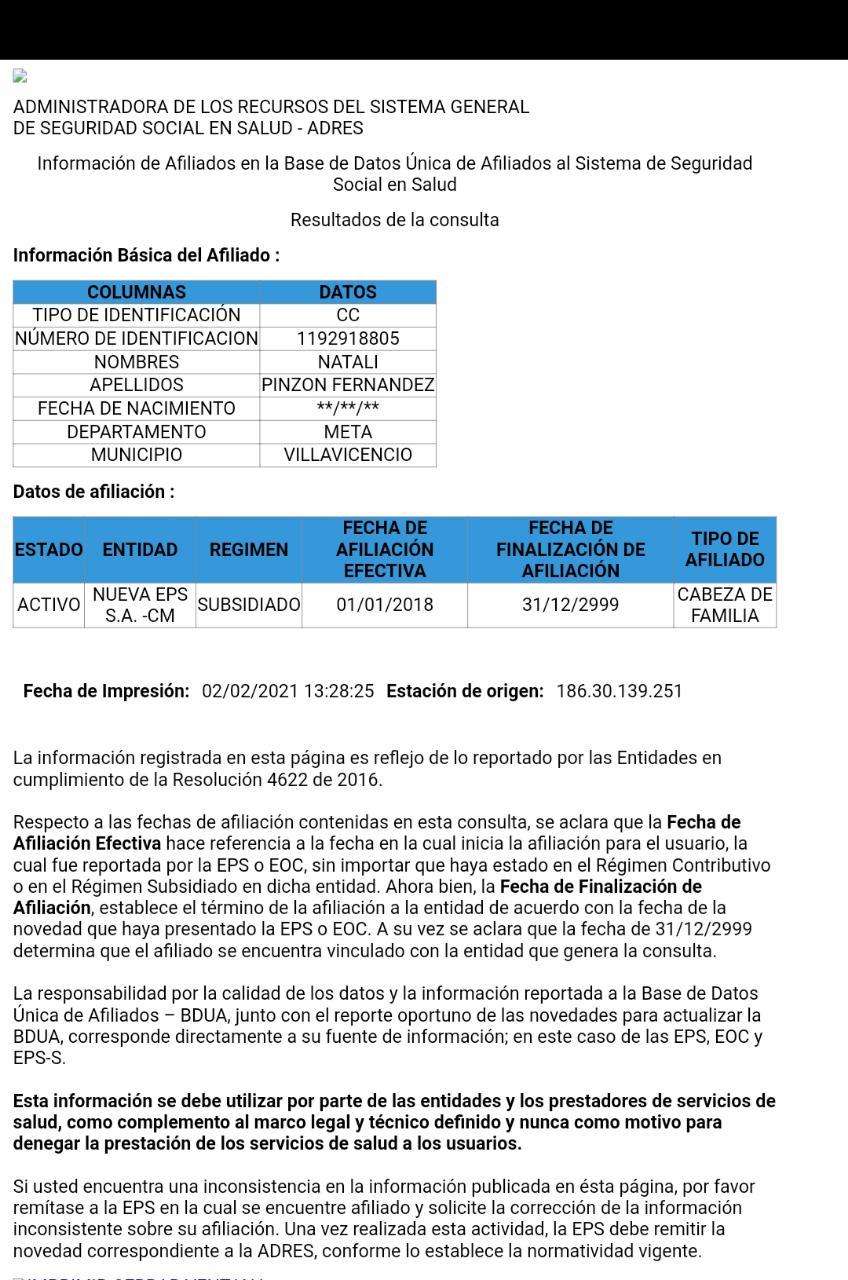 ADMINISTRADORA DE LOS RECURSOS DEL SISTEMA GENERAL
DE SEGURIDAD SOCIAL EN SALUD - ADRES
Información de Afiliados en la Base de Datos Única de Afiliados al Sistema de Seguridad
Social en Salud
Resultados de la consulta
Información Básica del Afiliado :
COLUMNAS DATOS
TIPO DE IDENTIFICACIÓN CC
NÚMERO DE IDENTIFICACION 1192918805
NOMBRES NATALI
APELLIDOS PINZON FERNANDEZ
FECHA DE NACIMIENTO **/**/**
DEPARTAMENTO META
MUNICIPIO VILLAVICENCIO
Datos de afiliación :
ESTADO ENTIDAD REGIMEN FECHA DE AFILIACIÓN EFECTIVA FECHA DE FINALIZACIÓN DE AFILIACIÓN TIPO DE AFILIADO
ACTIVO NUEVA EPS S.A. -CM SUBSIDIADO 01/01/2018 31/12/2999 CABEZA DE FAMILIA
Fecha de Impresión: 02/02/2021 13:28:25 Estación de origen: 186.30.139.251
La información registrada en esta página es reflejo de lo reportado por las Entidades en
cumplimiento de la Resolución 4622 de 2016.
Respecto a las fechas de afiliación contenidas en esta consulta, se aclara que la Fecha de
Afiliación Efectiva hace referencia a la fecha en la cual inicia la afiliación para el usuario, la
cual fue reportada por la EPS o EOC, sin importar que haya estado en el Régimen Contributivo
o en el Régimen Subsidiado en dicha entidad. Ahora bien, la Fecha de Finalización de
Afiliación, establece el término de la afiliación a la entidad de acuerdo con la fecha de la
novedad que haya presentado la EPS o EOC. A su vez se aclara que la fecha de 31/12/2999
determina que el afiliado se encuentra vinculado con la entidad que genera la consulta.
La responsabilidad por la calidad de los datos y la información reportada a la Base de Datos
Única de Afiliados – BDUA, junto con el reporte oportuno de las novedades para actualizar la
BDUA, corresponde directamente a su fuente de información; en este caso de las EPS, EOC y
EPS-S.
Esta información se debe utilizar por parte de las entidades y los prestadores de servicios de
salud, como complemento al marco legal y técnico definido y nunca como motivo para
denegar la prestación de los servicios de salud a los usuarios.
Si usted encuentra una inconsistencia en la información publicada en ésta página, por favor
remítase a la EPS en la cual se encuentre afiliado y solicite la corrección de la información
inconsistente sobre su afiliación. Una vez realizada esta actividad, la EPS debe remitir la
novedad correspondiente a la ADRES, conforme lo establece la normatividad vigente.